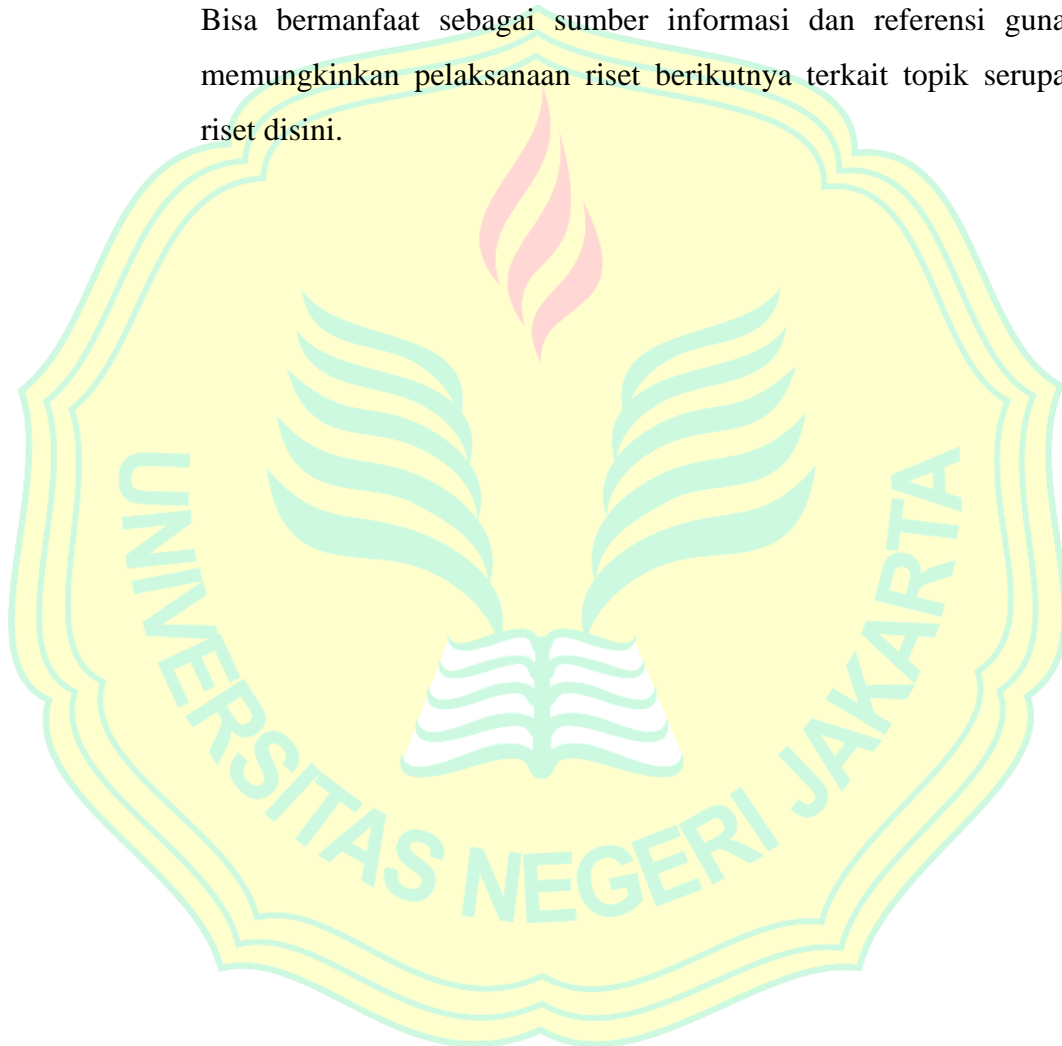 Bisa bermanfaat sebagai sumber informasi dan referensi guna
memungkinkan pelaksanaan riset berikutnya terkait topik serupa
riset disini.
UNIVERSITAS NEGERI JAKARTA